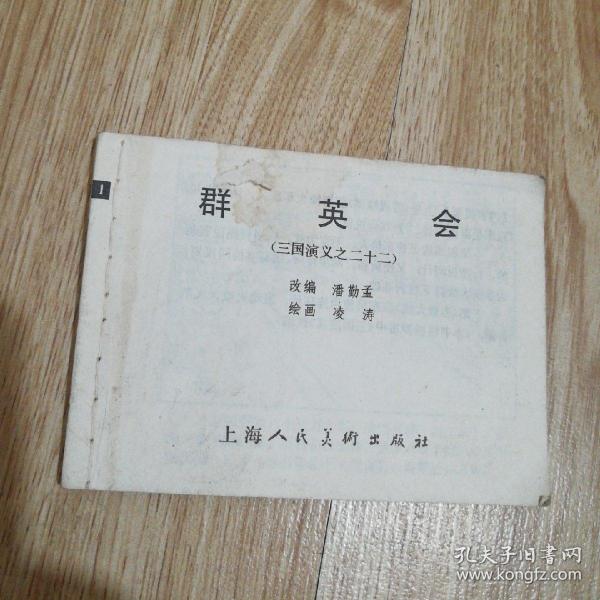 1
群英会
(三国演义之二十二)
改编 潘勤孟
绘画 凌涛
上海人民美術出版社
孔夫子旧書网
www.kongfz.com